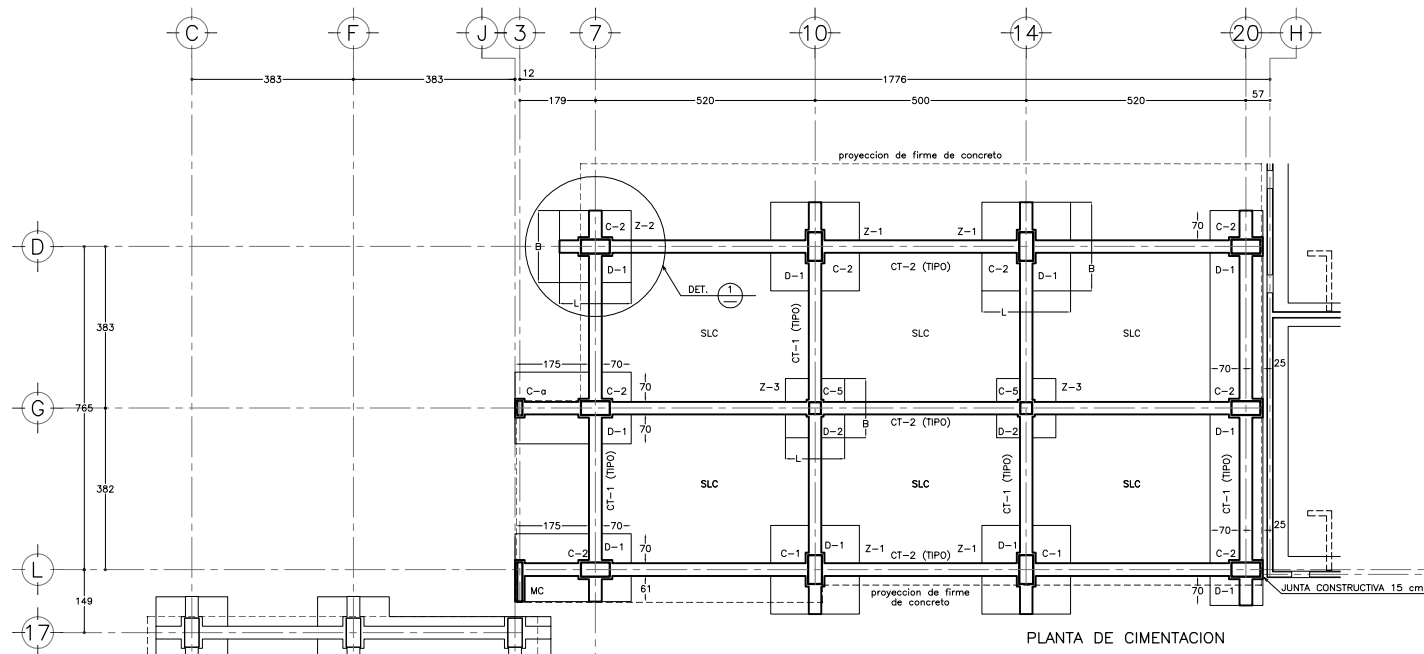 C F J 3 7 10 14 20 H
383 383 12 1776
179 520 500 520 57
proyeccion de firme de concreto
D
B C-2 Z-2 Z-1 Z-1 70 C-2
D-1 D-1 C-2 CT-2 (TIPO) C-2 D-1 B D-1
L DET. 1 L
383 SLC CT-1 (TIPO) SLC SLC
175 70 70 25
C-a C-2 70 Z-3 C-5 C-5 Z-3 C-2
G 765
D-1 70 D-2 CT-2 (TIPO) B D-2 D-1
L
CT-1 (TIPO) CT-1 (TIPO) CT-1 (TIPO)
382 SLC SLC SLC
175 70 70 25
C-2 D-1 70 C-1 D-1 Z-1 CT-2 (TIPO) Z-1 D-1 C-1 C-2
L
MC 61 proyeccion de firme 70 D-1 JUNTA CONSTRUCTIVA 15 cm
de concreto
149
17
PLANTA DE CIMENTACION